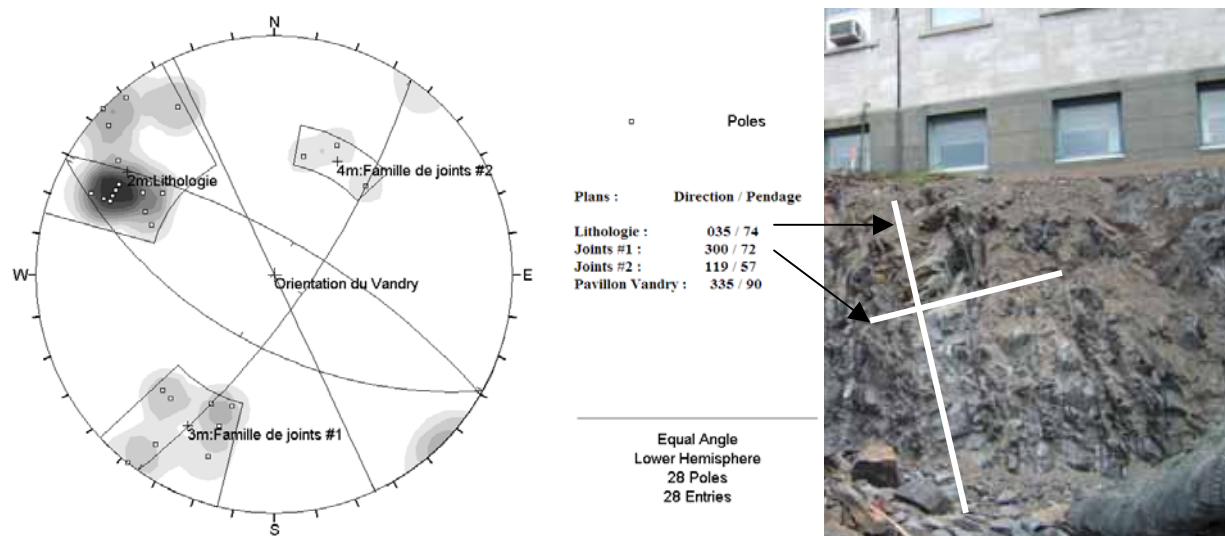 N
Poles
4m:Famille de joints #2
2m:Lithologie
Plans : Direction / Pendage
Lithologie : 035 / 74
Joints #1 : 300 / 72
Joints #2 : 119 / 57
Pavillon Vandry : 335 / 90
W
E
Orientation du Vandry
3m:Famille de joints #1
Equal Angle
Lower Hemisphere
28 Poles
28 Entries
S